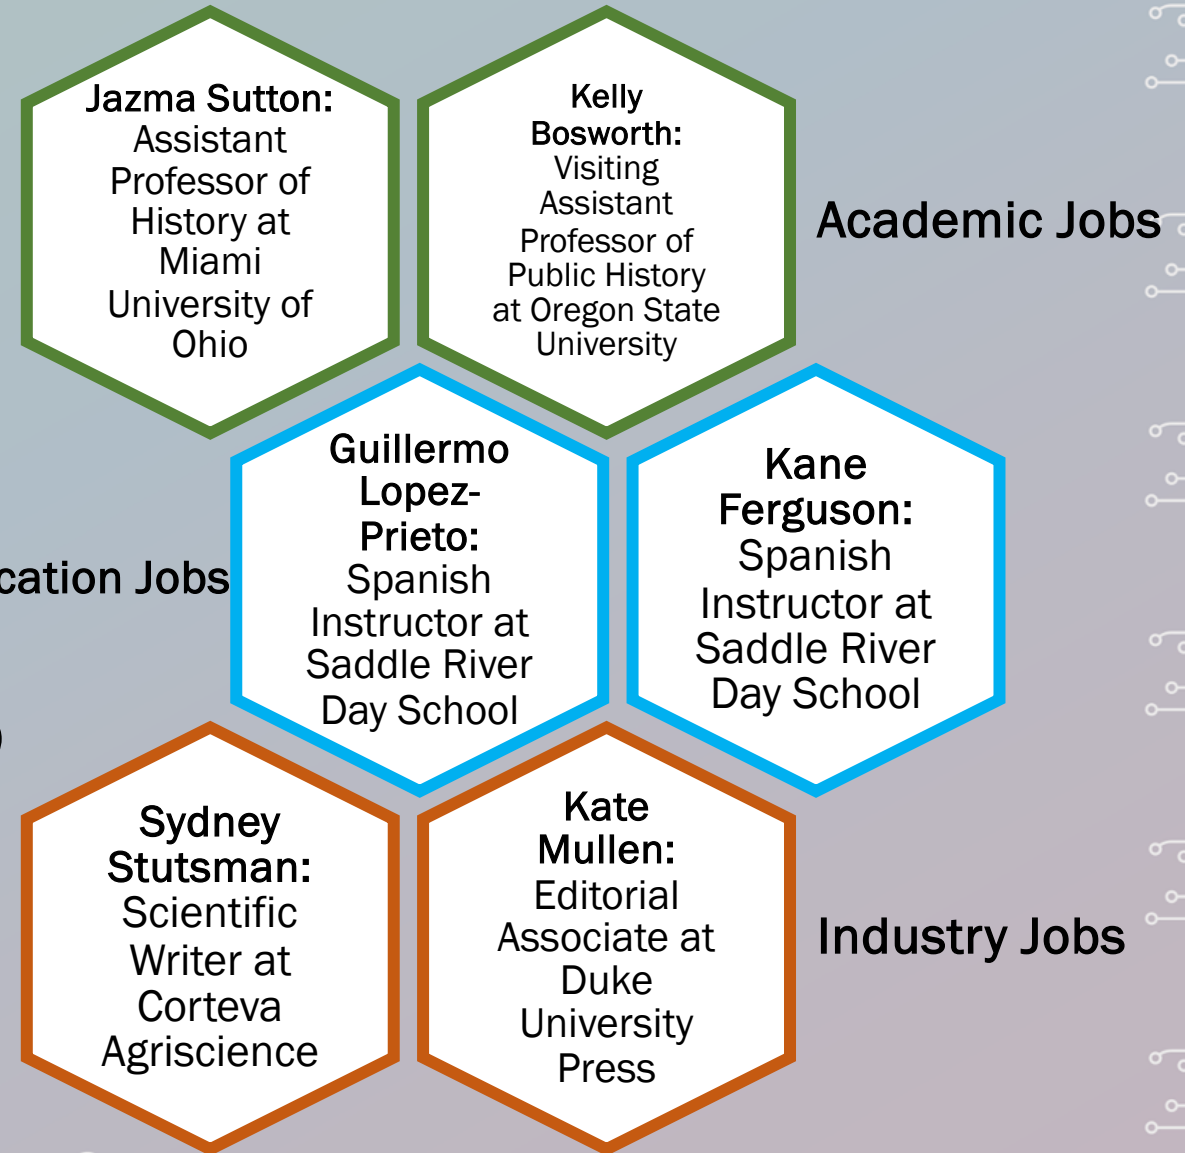 Jazma Sutton:
Assistant
Professor of
History at
Miami
University of
Ohio
Kelly
Bosworth:
Visiting
Assistant
Professor of
Public History
at Oregon State
University
Academic Jobs
cation Jobs
Guillermo
Lopez-
Prieto:
Spanish
Instructor at
Saddle River
Day School
Kane
Ferguson:
Spanish
Instructor at
Saddle River
Day School
)
Sydney
Stutsman:
Scientific
Writer at
Corteva
Agriscience
Kate
Mullen:
Editorial
Associate at
Duke
University
Press
Industry Jobs